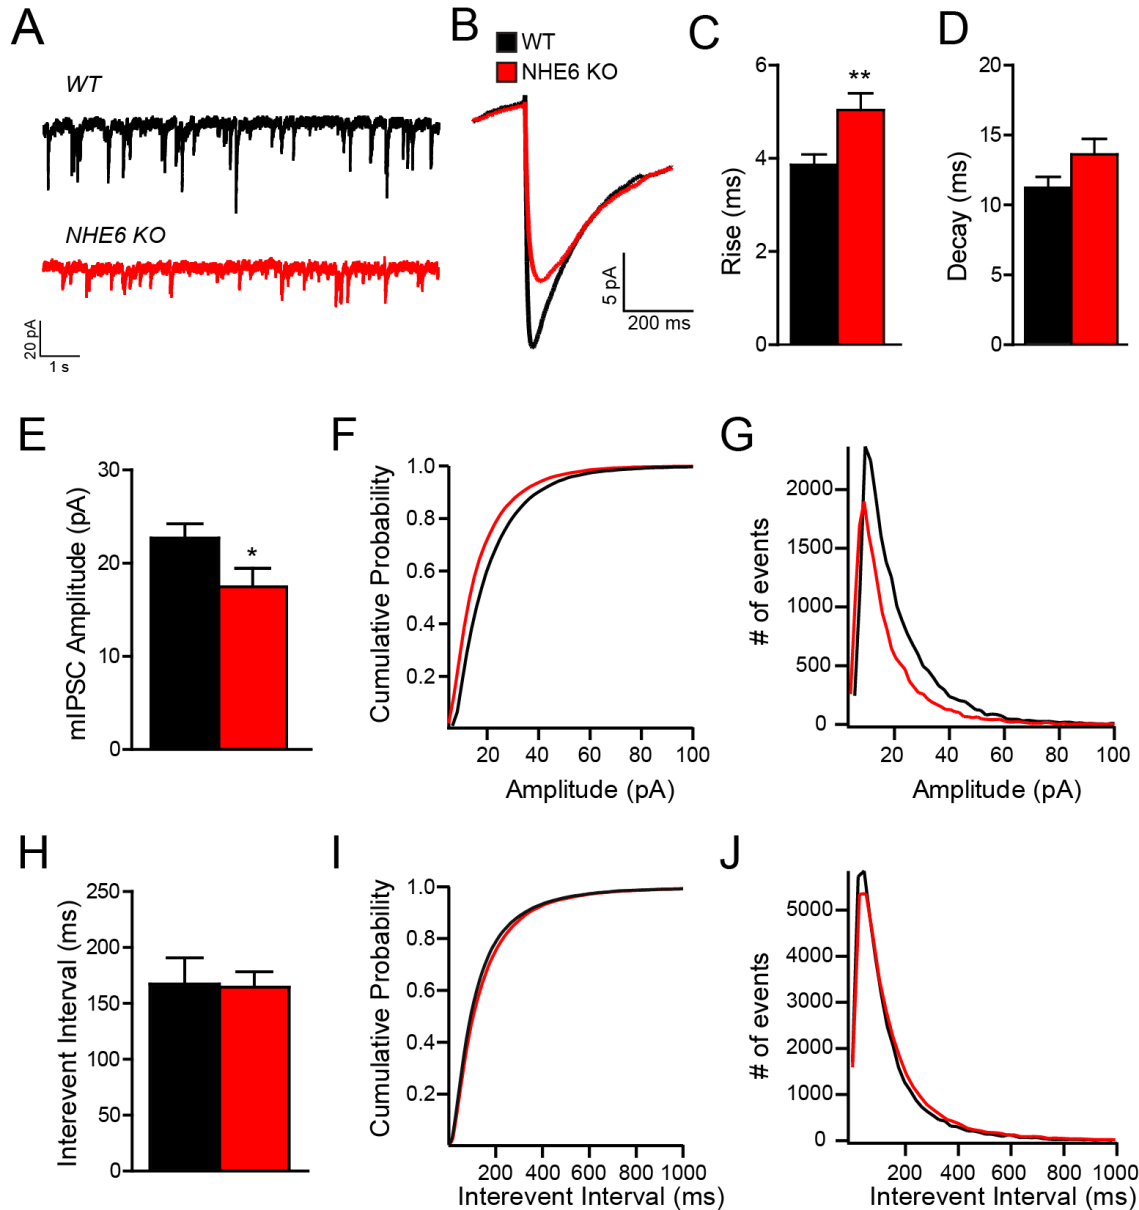 A
WT
NHE6 KO
20 pA
1 s
B
WT
NHE6 KO
5 pA
200 ms
C
Rise (ms)
6
4
2
0
**
D
Decay (ms)
20
15
10
5
0
E
mIPSC Amplitude (pA)
30
20
10
0
*
F
Cumulative Probability
1.0
0.8
0.6
0.4
0.2
20 40 60 80 100
Amplitude (pA)
G
# of events
2000
1500
1000
500
0
20 40 60 80 100
Amplitude (pA)
H
Interevent Interval (ms)
250
200
150
100
50
0
I
Cumulative Probability
1.0
0.8
0.6
0.4
0.2
200 400 600 800 1000
Interevent Interval (ms)
J
# of events
5000
4000
3000
2000
1000
0
200 400 600 800 1000
Interevent Interval (ms)